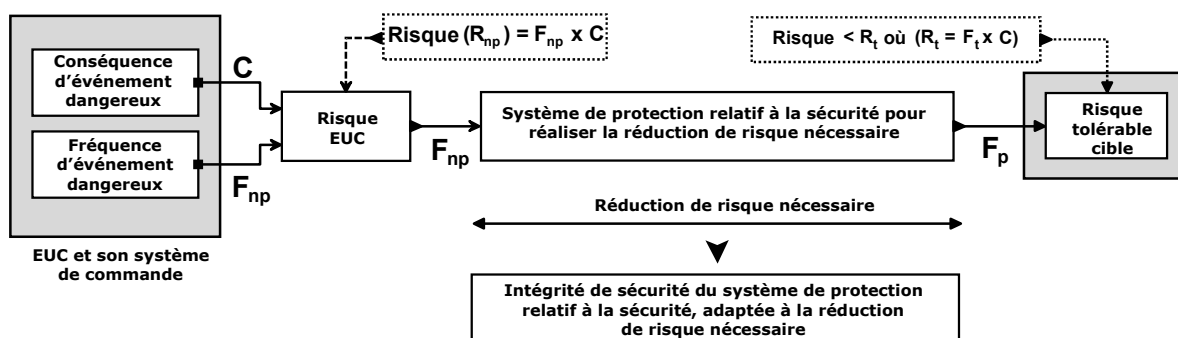 Risque (Rnp) = Fnp x C
Risque < Rt où (Rt = Ft x C)
Conséquence
d'événement
dangereux
C
Fréquence
d'événement
dangereux
Fnp
EUC et son système
de commande
Risque
EUC
Fnp
Système de protection relatif à la sécurité pour
réaliser la réduction de risque nécessaire
Fp
Risque
tolérable
cible
Réduction de risque nécessaire
Intégrité de sécurité du système de protection
relatif à la sécurité, adaptée à la réduction
de risque nécessaire